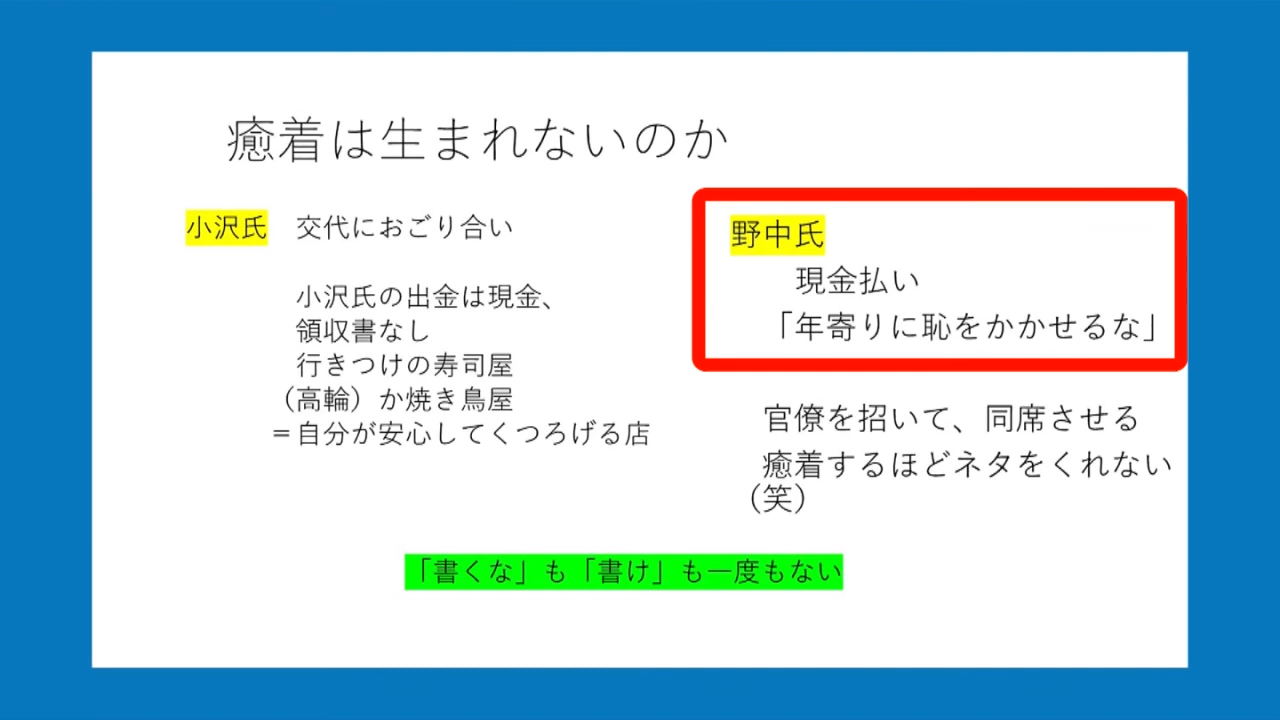 癒着は生まれないのか
小沢氏 交代におごり合い
小沢氏の出金は現金、
領収書なし
行きつけの寿司屋
（高輪）か焼き鳥屋
＝自分が安心してくつろげる店
野中氏
現金払い
「年寄りに恥をかかせるな」
官僚を招いて、同席させる
癒着するほどネタをくれない
（笑）
「書くな」も「書け」も一度もない